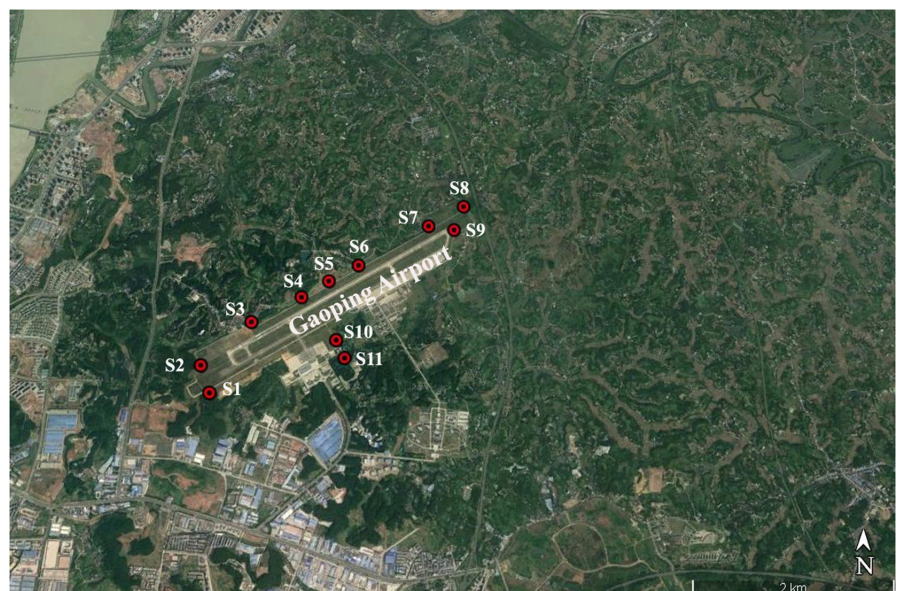 S8
S7
S9
S6
S5
S4
Gaoping Airport
S3
S10
S11
S2
S1
N
2 km